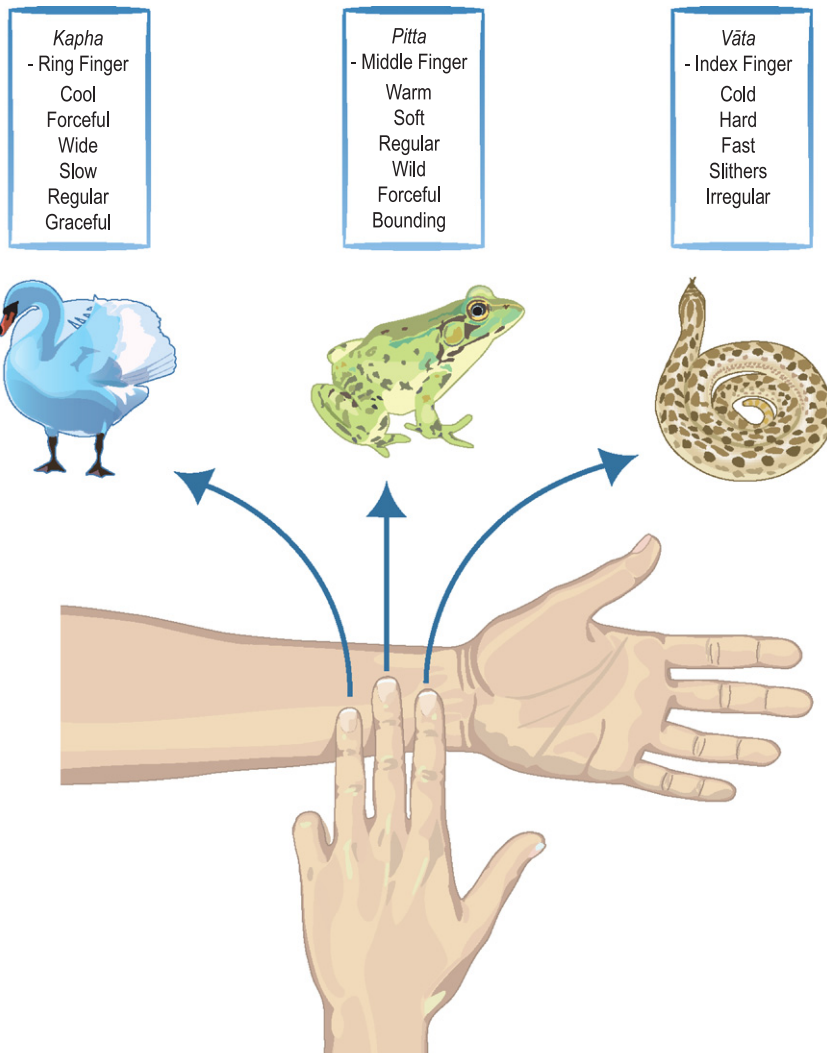 Kapha
- Ring Finger
Cool
Forceful
Wide
Slow
Regular
Graceful
Pitta
- Middle Finger
Warm
Soft
Regular
Wild
Forceful
Bounding
Vāta
- Index Finger
Cold
Hard
Fast
Slithers
Irregular